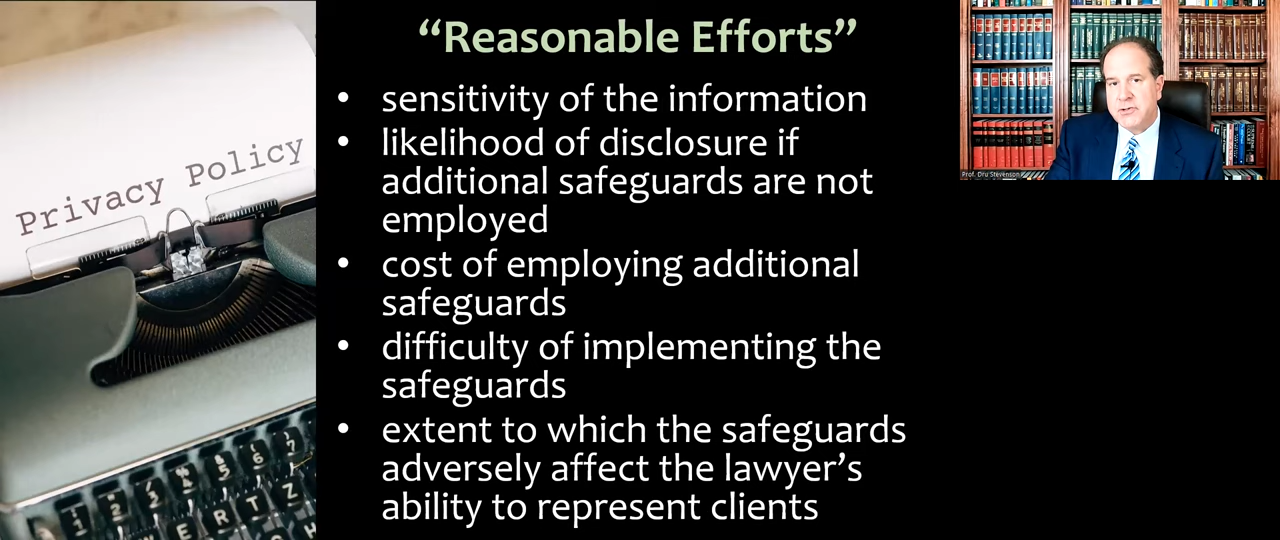 “Reasonable Efforts”
• sensitivity of the information
• likelihood of disclosure if
additional safeguards are not
employed
• cost of employing additional
safeguards
• difficulty of implementing the
safeguards
• extent to which the safeguards
adversely affect the lawyer’s
ability to represent clients
Privacy Policy
Prof. Dru Stevenson